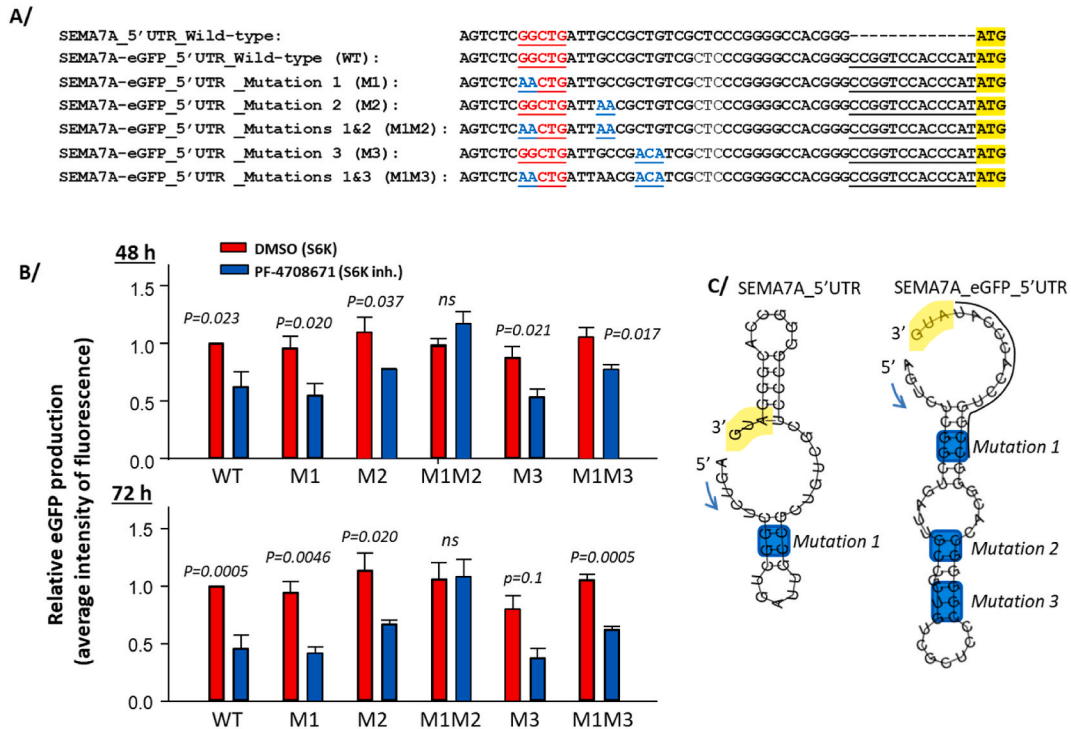 A/
SEMA7A_5'UTR_Wild-type: AGTCTCGGCTGATTGCCGCTGTCGCTCCCGGGGCCACGGG-------------ATG
SEMA7A-eGFP_5'UTR_Wild-type (WT): AGTCTCGGCTGATTGCCGCTGTCGCTCCCGGGGCCACGGGCCGGTCCACCCATATG
SEMA7A-eGFP_5'UTR _Mutation 1 (M1): AGTCTCAACTGATTGCCGCTGTCGCTCCCGGGGCCACGGGCCGGTCCACCCATATG
SEMA7A-eGFP_5'UTR _Mutation 2 (M2): AGTCTCGGCTGATTAACGCTGTCGCTCCCGGGGCCACGGGCCGGTCCACCCATATG
SEMA7A-eGFP_5'UTR _Mutations 1&2 (M1M2): AGTCTCAACTGATTAACGCTGTCGCTCCCGGGGCCACGGGCCGGTCCACCCATATG
SEMA7A-eGFP_5'UTR _Mutation 3 (M3): AGTCTCGGCTGATTGCCGACATCGCTCCCGGGGCCACGGGCCGGTCCACCCATATG
SEMA7A-eGFP_5'UTR _Mutations 1&3 (M1M3): AGTCTCAACTGATTAACGACATCGCTCCCGGGGCCACGGGCCGGTCCACCCATATG
B/
48 h
DMSO (S6K)
PF-4708671 (S6K inh.)
Relative eGFP production
(average intensity of fluorescence)
1.5
1.0
0.5
0.0
P=0.023
P=0.020
P=0.037
ns
P=0.021
P=0.017
WT M1 M2 M1M2 M3 M1M3
72 h
1.5
1.0
0.5
0.0
P=0.0005
P=0.0046
P=0.020
ns
p=0.1
P=0.0005
WT M1 M2 M1M2 M3 M1M3
C/
SEMA7A_5'UTR
3'
5'
Mutation 1
SEMA7A_eGFP_5'UTR
3'
5'
Mutation 1
Mutation 2
Mutation 3